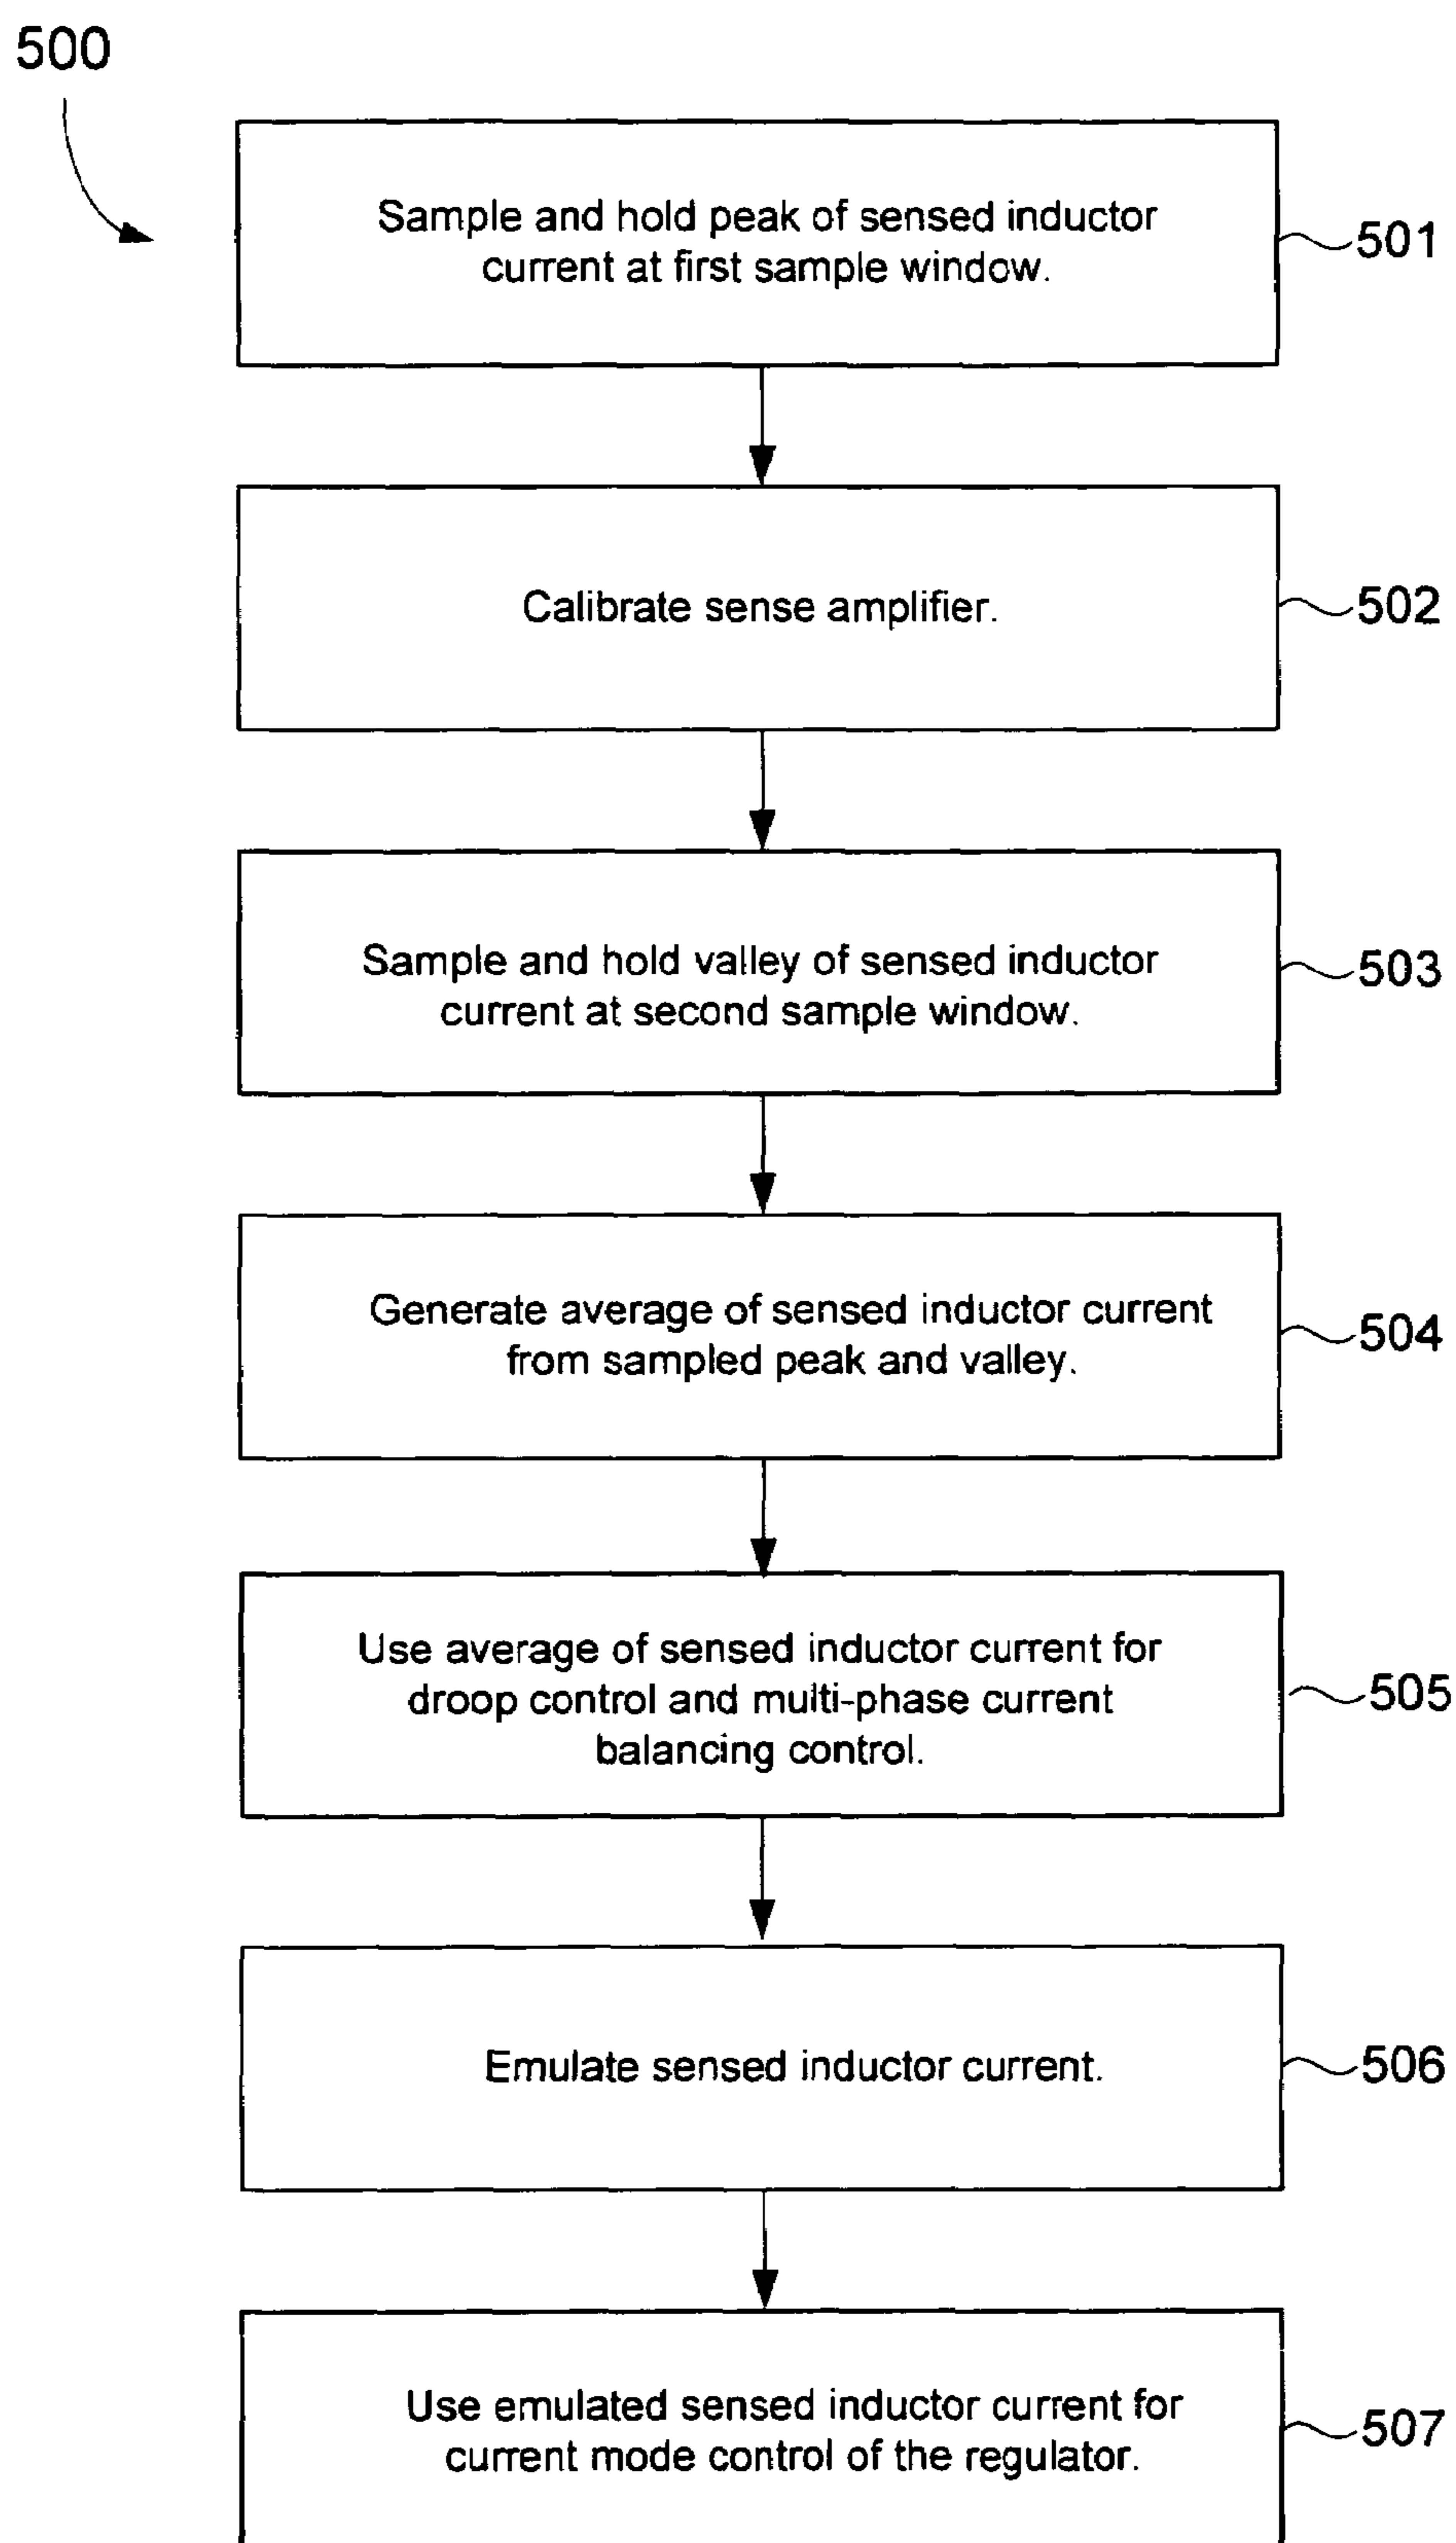 500
Sample and hold peak of sensed inductor
current at first sample window.
501
Calibrate sense amplifier.
502
Sample and hold valley of sensed inductor
current at second sample window.
503
Generate average of sensed inductor current
from sampled peak and valley.
504
Use average of sensed inductor current for
droop control and multi-phase current
balancing control.
505
Emulate sensed inductor current.
506
Use emulated sensed inductor current for
current mode control of the regulator.
507